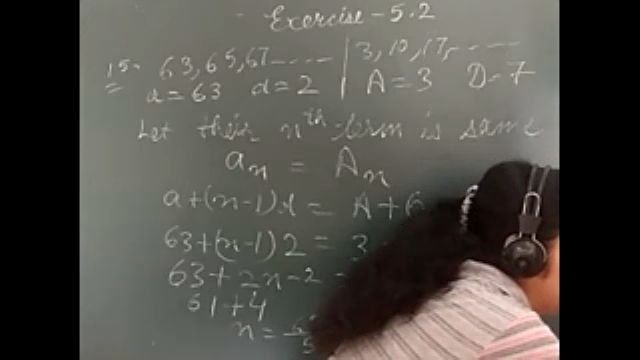 Exercise - 5.2
15. 63, 65, 67 ...... | 3, 10, 17, ......
a = 63 d = 2 | A = 3 D = 7
Let their nth term is same
an = An
a + (n-1)d = A + (
63 + (n-1) 2 = 3
63 + 2n - 2
61 + 4
n =